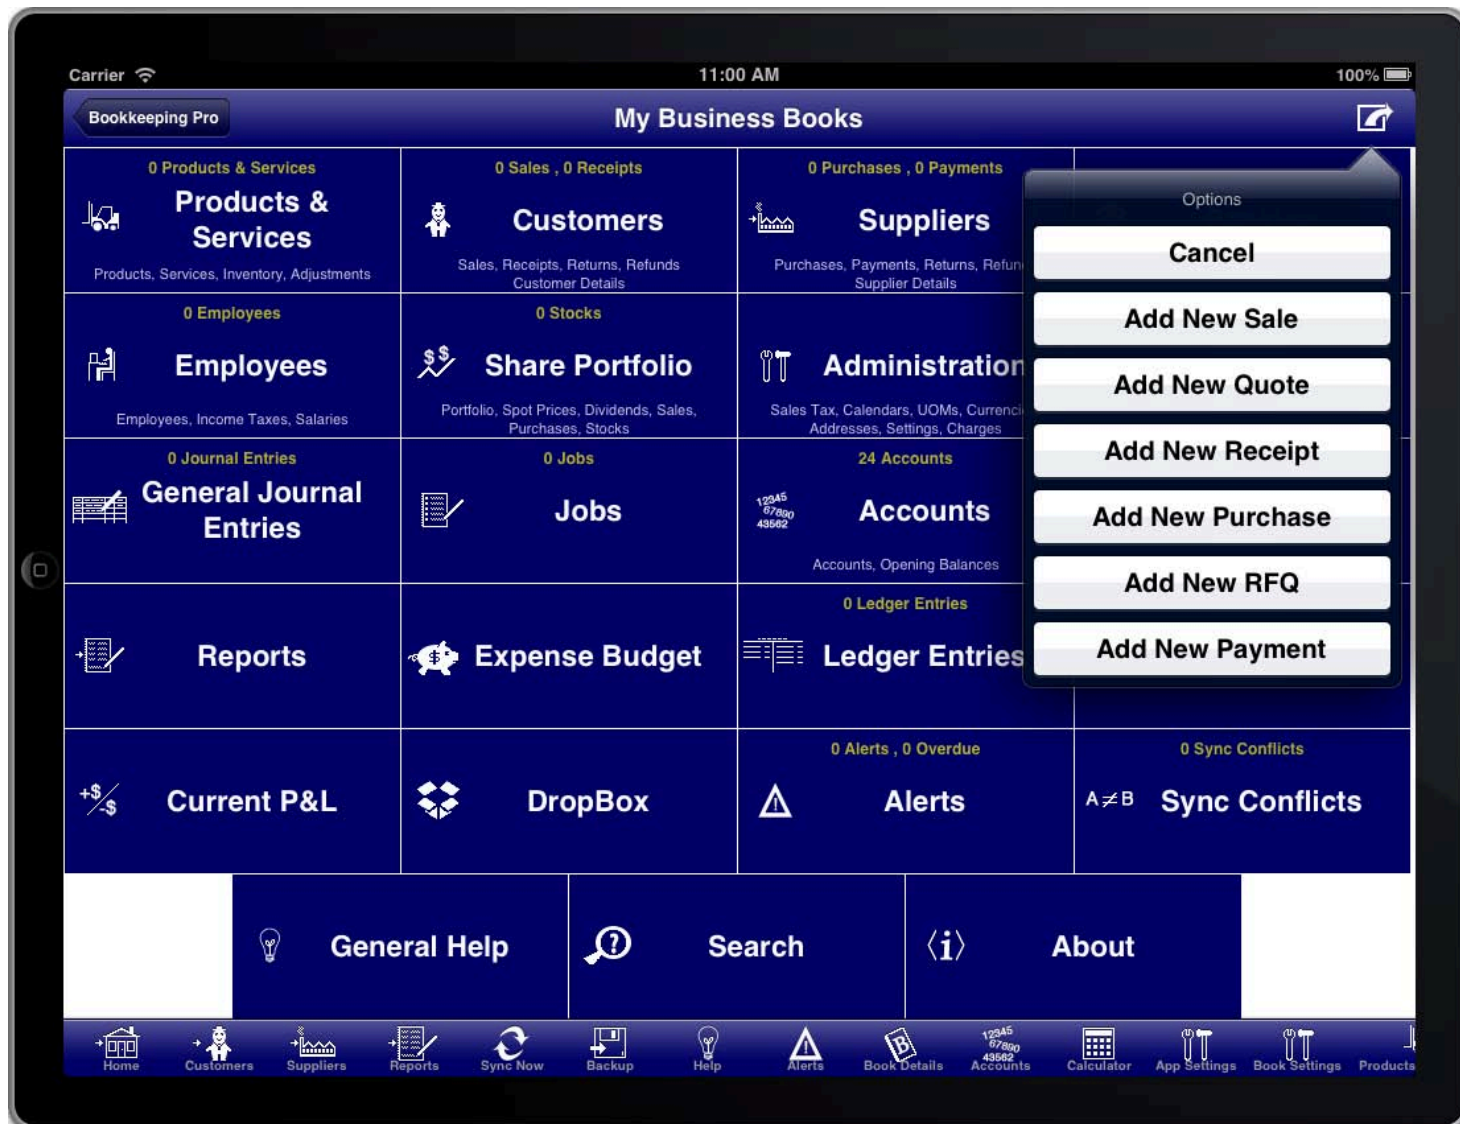 Carrier
11:00 AM
100%
Bookkeeping Pro
My Business Books
0 Products & Services
Products &
Services
Products, Services, Inventory, Adjustments
0 Sales , 0 Receipts
Customers
Sales, Receipts, Returns, Refunds
Customer Details
0 Purchases , 0 Payments
Suppliers
Purchases, Payments, Returns,
Supplier Details
Options
Cancel
Add New Sale
Add New Quote
Add New Receipt
Add New Purchase
Add New RFQ
Add New Payment
0 Employees
Employees
Employees, Income Taxes, Salaries
0 Stocks
$$
Share Portfolio
Portfolio, Spot Prices, Dividends, Sales,
Purchases, Stocks
Administration
Sales Tax, Calendars, UOMs,
Addresses, Settings, Charges
0 Journal Entries
General Journal
Entries
0 Jobs
Jobs
24 Accounts
12345
67890
43562
Accounts
Accounts, Opening Balances
Reports
$
Expense Budget
0 Ledger Entries
Ledger Entries
+$
-$
Current P&L
DropBox
0 Alerts , 0 Overdue
!
Alerts
0 Sync Conflicts
A≠B
Sync Conflicts
General Help
?
Search
〈i〉
About
Home
Customers
Suppliers
Reports
Sync Now
Backup
Help
!
Alerts
B
Book Details
12345
67890
43562
Accounts
Calculator
App Settings
Book Settings
Products